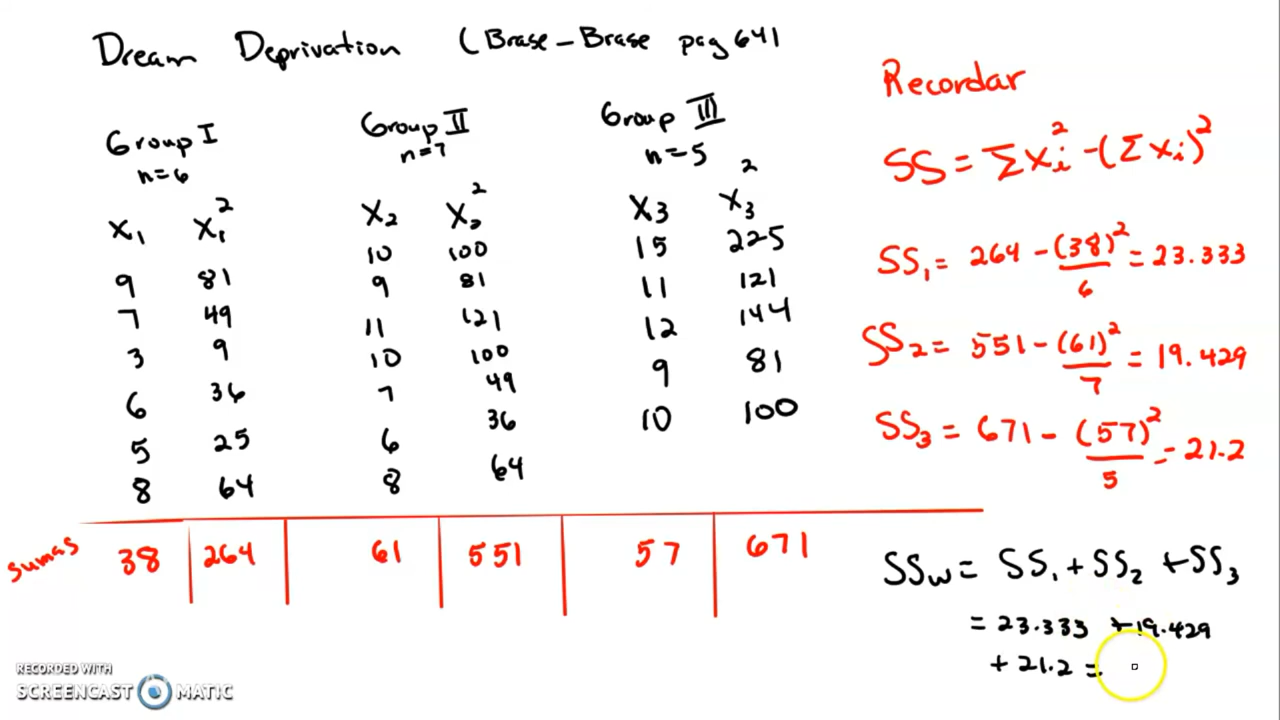 Dream Deprivation (Brase-Brase pag 641
Group I Group II Group III
n=6 n=7 n=5
x₁ x₁² x₂ x₂² x₃ x₃²
10 100 15 225
9 81 9 81 11 121
7 49 11 121 12 144
3 9 10 100 9 81
6 36 7 49 10 100
5 25 6 36
8 64 8 64
sumas 38 264 61 551 57 671
Recordar
SS = Σxᵢ² - (Σxᵢ)²
SS₁ = 264 - (38)²/6 = 23.333
SS₂ = 551 - (61)²/7 = 19.429
SS₃ = 671 - (57)²/5 = 21.2
SSw = SS₁ + SS₂ + SS₃
= 23.333 + 19.429
+ 21.2 =
RECORDED WITH
SCREENCAST MATIC